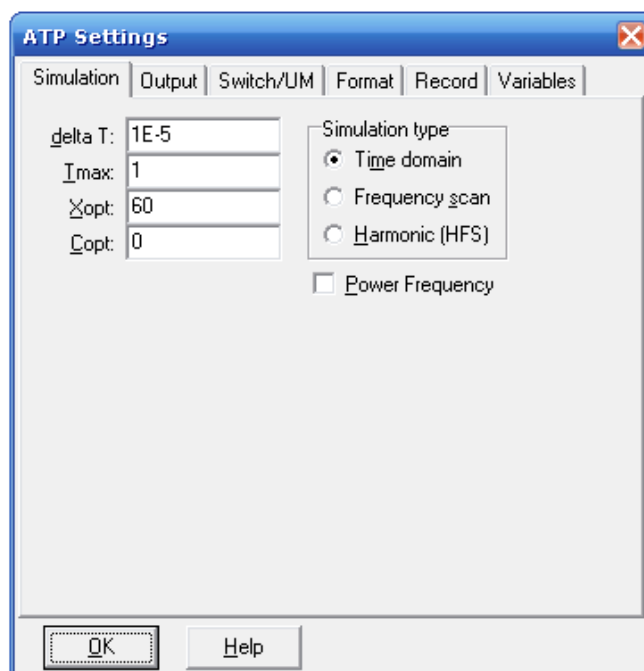 ATP Settings
Simulation Output Switch/UM Format Record Variables
delta T: 1E-5
Tmax: 1
Xopt: 60
Copt: 0
Simulation type
Time domain
Frequency scan
Harmonic (HFS)
Power Frequency
OK Help